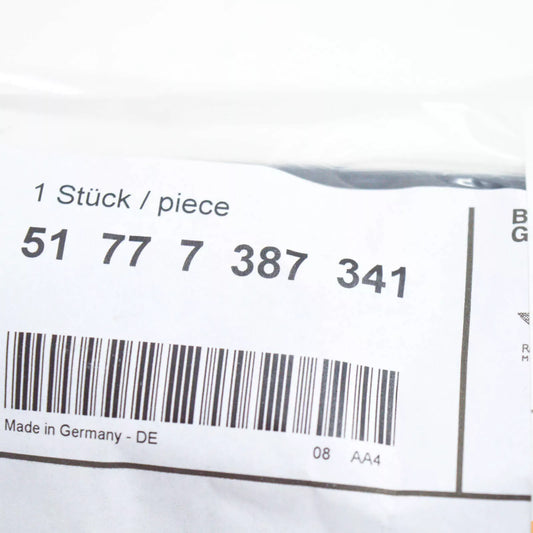 1 Stück / piece
51 77 7 387 341
Made in Germany - DE
08 AA4
B
G
R
M